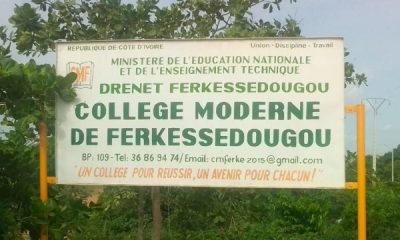 REPUBLIQUE DE CÔTE D'IVOIRE Union - Discipline - Travail
MINISTERE DE L'EDUCATION NATIONALE
ET DE L'ENSEIGNEMENT TECHNIQUE
CMF
DRENET FERKESSEDOUGOU
COLLEGE MODERNE
DE FERKESSEDOUGOU
BP: 109 - Tel: 36 86 94 74 / Email: cmferke2015@gmail.com
"UN COLLEGE POUR REUSSIR, UN AVENIR POUR CHACUN!"